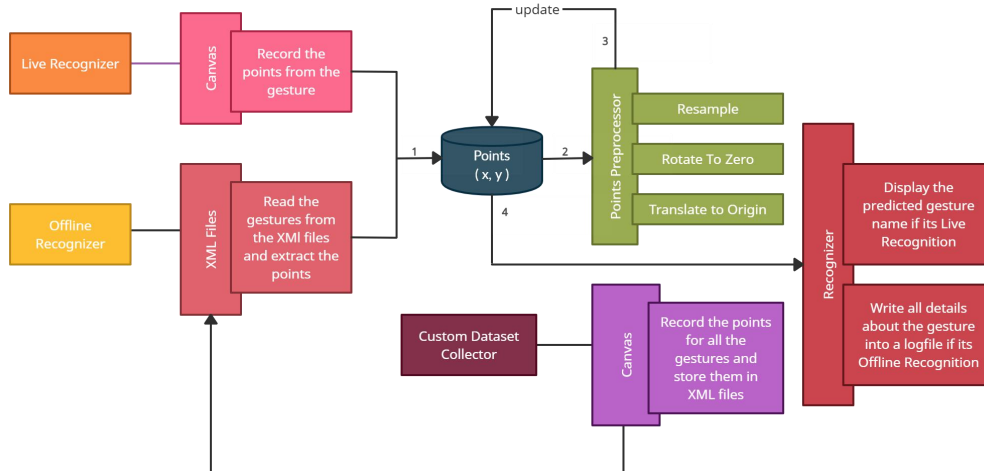 update
3
Live Recognizer
Canvas
Record the
points from the
gesture
1
Points
( x, y )
2
4
Points Preprocessor
Resample
Rotate To Zero
Translate to Origin
Offline
Recognizer
XML Files
Read the
gestures from
the XMl files
and extract the
points
Recognizer
Display the
predicted gesture
name if its Live
Recognition
Write all details
about the gesture
into a logfile if its
Offline Recognition
Custom Dataset
Collector
Canvas
Record the points
for all the
gestures and
store them in
XML files